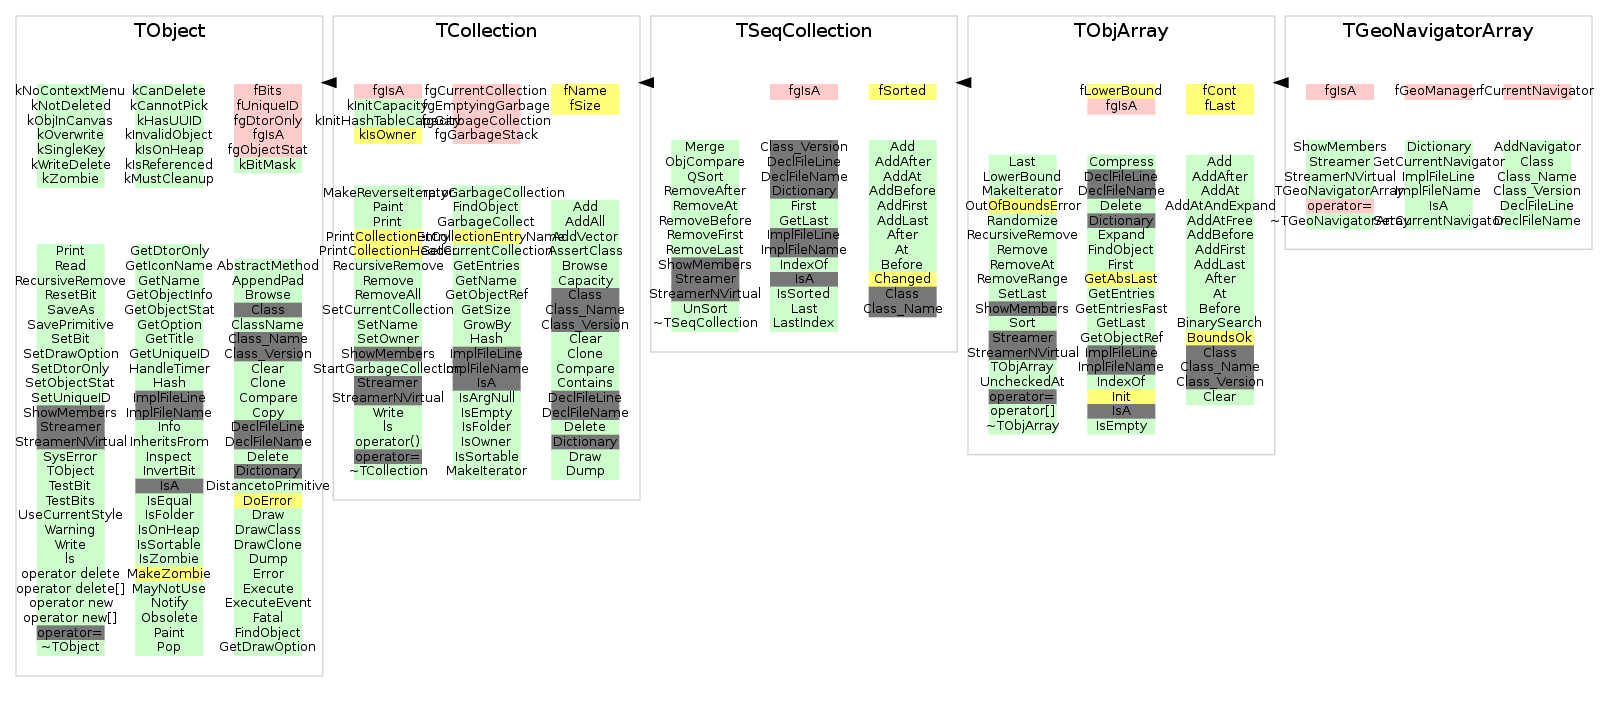 TObject
kNoContextMenu
kNotDeleted
kObjInCanvas
kOverwrite
kSingleKey
kWriteDelete
kZombie
kCanDelete
kCannotPick
kHasUUID
kInvalidObject
kIsOnHeap
kIsReferenced
kMustCleanup
fBits
fUniqueID
fgDtorOnly
fgIsA
fgObjectStat
kBitMask
Print
Read
RecursiveRemove
ResetBit
SaveAs
SavePrimitive
SetBit
SetDrawOption
SetDtorOnly
SetObjectStat
SetUniqueID
ShowMembers
Streamer
StreamerNVirtual
SysError
TObject
TestBit
TestBits
UseCurrentStyle
Warning
Write
ls
operator delete
operator delete[]
operator new
operator new[]
operator=
~TObject
GetDtorOnly
GetIconName
GetName
GetObjectInfo
GetObjectStat
GetOption
GetTitle
GetUniqueID
HandleTimer
Hash
ImplFileLine
ImplFileName
Info
InheritsFrom
Inspect
InvertBit
IsA
IsEqual
IsFolder
IsOnHeap
IsSortable
IsZombie
MakeZombie
MayNotUse
Notify
Obsolete
Paint
Pop
AbstractMethod
AppendPad
Browse
Class
ClassName
Class_Name
Class_Version
Clear
Clone
Compare
Copy
DeclFileLine
DeclFileName
Delete
Dictionary
DistancetoPrimitive
DoError
Draw
DrawClass
DrawClone
Dump
Error
Execute
ExecuteEvent
Fatal
FindObject
GetDrawOption
TCollection
fgIsA
kInitCapacity
kInitHashTableCapacity
kIsOwner
fgCurrentCollection
fgEmptyingGarbage
fgGarbageCollection
fgGarbageStack
fName
fSize
MakeReverseIterator
Paint
Print
PrintCollectionEntry
PrintCollectionHeader
RecursiveRemove
Remove
RemoveAll
SetCurrentCollection
SetName
SetOwner
ShowMembers
StartGarbageCollection
Streamer
StreamerNVirtual
Write
ls
operator()
operator=
~TCollection
EmptyGarbageCollection
FindObject
GarbageCollect
GetCollectionEntryName
GetCurrentCollection
GetEntries
GetName
GetObjectRef
GetSize
GrowBy
Hash
ImplFileLine
ImplFileName
IsA
IsArgNull
IsEmpty
IsFolder
IsOwner
IsSortable
MakeIterator
Add
AddAll
AddVector
AssertClass
Browse
Capacity
Class
Class_Name
Class_Version
Clear
Clone
Compare
Contains
DeclFileLine
DeclFileName
Delete
Dictionary
Draw
Dump
TSeqCollection
fgIsA
fSorted
Merge
ObjCompare
QSort
RemoveAfter
RemoveAt
RemoveBefore
RemoveFirst
RemoveLast
ShowMembers
Streamer
StreamerNVirtual
UnSort
~TSeqCollection
Class_Version
DeclFileLine
DeclFileName
Dictionary
First
GetLast
ImplFileLine
ImplFileName
IndexOf
IsA
IsSorted
Last
LastIndex
Add
AddAfter
AddAt
AddBefore
AddFirst
AddLast
After
At
Before
Changed
Class
Class_Name
TObjArray
fLowerBound
fgIsA
fCont
fLast
Last
LowerBound
MakeIterator
OutOfBoundsError
Randomize
RecursiveRemove
Remove
RemoveAt
RemoveRange
SetLast
ShowMembers
Sort
Streamer
StreamerNVirtual
TObjArray
UncheckedAt
operator=
operator[]
~TObjArray
Compress
DeclFileLine
DeclFileName
Delete
Dictionary
Expand
FindObject
First
GetAbsLast
GetEntries
GetEntriesFast
GetLast
GetObjectRef
ImplFileLine
ImplFileName
IndexOf
Init
IsA
IsEmpty
Add
AddAfter
AddAt
AddAtAndExpand
AddAtFree
AddBefore
AddFirst
AddLast
After
At
Before
BinarySearch
BoundsOk
Class
Class_Name
Class_Version
Clear
TGeoNavigatorArray
fgIsA
fGeoManager
fCurrentNavigator
ShowMembers
Streamer
StreamerNVirtual
TGeoNavigatorArray
operator=
~TGeoNavigatorArray
Dictionary
GetCurrentNavigator
ImplFileLine
ImplFileName
IsA
SetCurrentNavigator
AddNavigator
Class
Class_Name
Class_Version
DeclFileLine
DeclFileName